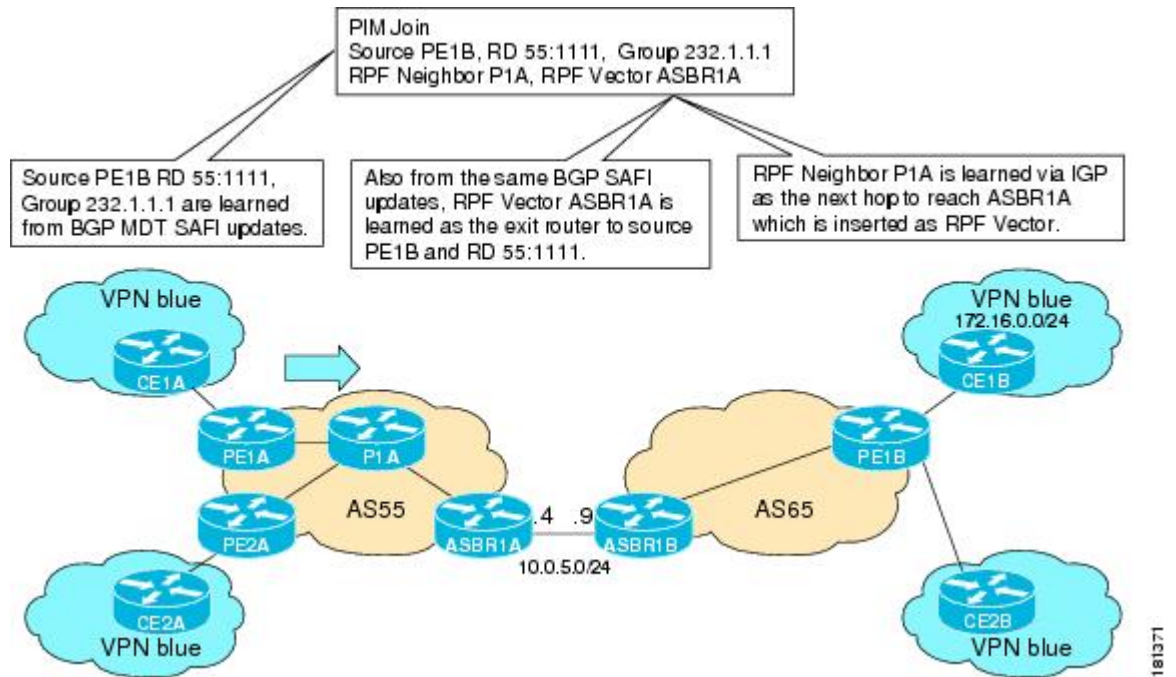 PIM Join
Source PE1B, RD 55:1111, Group 232.1.1.1
RPF Neighbor P1A, RPF Vector ASBR1A
Source PE1B RD 55:1111,
Group 232.1.1.1 are learned
from BGP MDT SAFI updates.
Also from the same BGP SAFI
updates, RPF Vector ASBR1A is
learned as the exit router to source
PE1B and RD 55:1111.
RPF Neighbor P1A is learned via IGP
as the next hop to reach ASBR1A
which is inserted as RPF Vector.
VPN blue
CE1A
VPN blue
172.16.0.0/24
CE1B
PE1A
P1A
PE1B
PE2A
AS55
ASBR1A
.4
.9
ASBR1B
AS65
10.0.5.0/24
CE2A
VPN blue
CE2B
VPN blue
181371